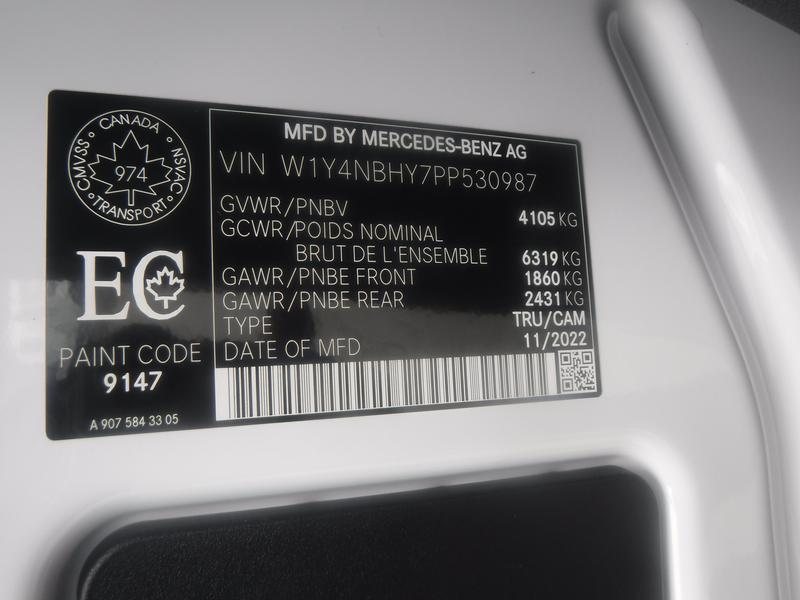 CANADA
CMVSS 974 NSVAC
TRANSPORT
EC
PAINT CODE
9147
A 907 584 33 05
MFD BY MERCEDES-BENZ AG
VIN W1Y4NBHY7PP530987
GVWR/PNBV 4105 KG
GCWR/POIDS NOMINAL
BRUT DE L'ENSEMBLE 6319 KG
GAWR/PNBE FRONT 1860 KG
GAWR/PNBE REAR 2431 KG
TYPE TRU/CAM
DATE OF MFD 11/2022